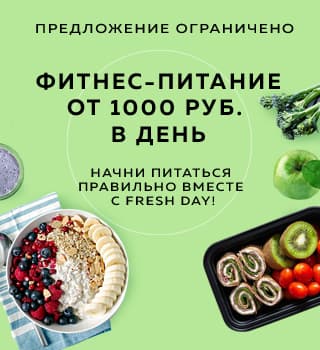 ПРЕДЛОЖЕНИЕ ОГРАНИЧЕНО
ФИТНЕС-ПИТАНИЕ
ОТ 1000 РУБ.
В ДЕНЬ
НАЧНИ ПИТАТЬСЯ
ПРАВИЛЬНО ВМЕСТЕ
С FRESH DAY!